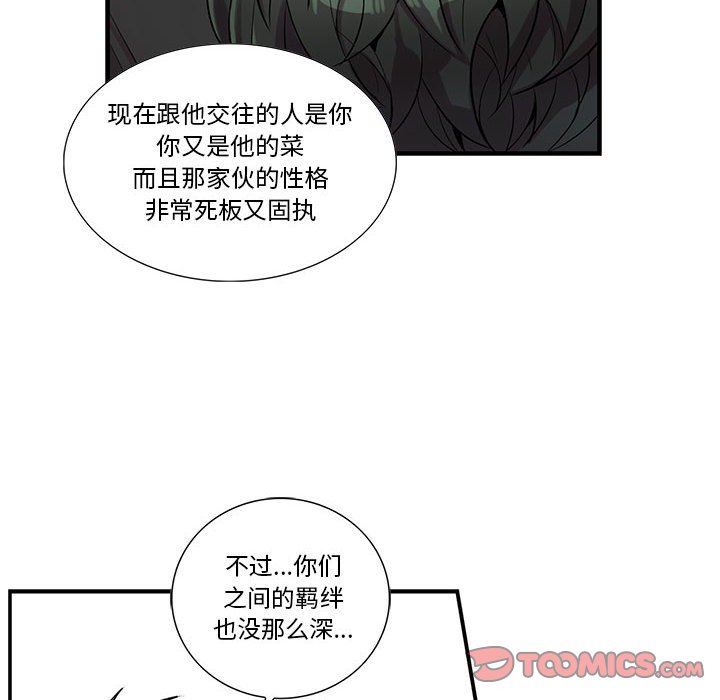 现在跟他交往的人是你
你又是他的菜
而且那家伙的性格
非常死板又固执
不过...你们
之间的羁绊
也没那么深...
TOOMICS.COM